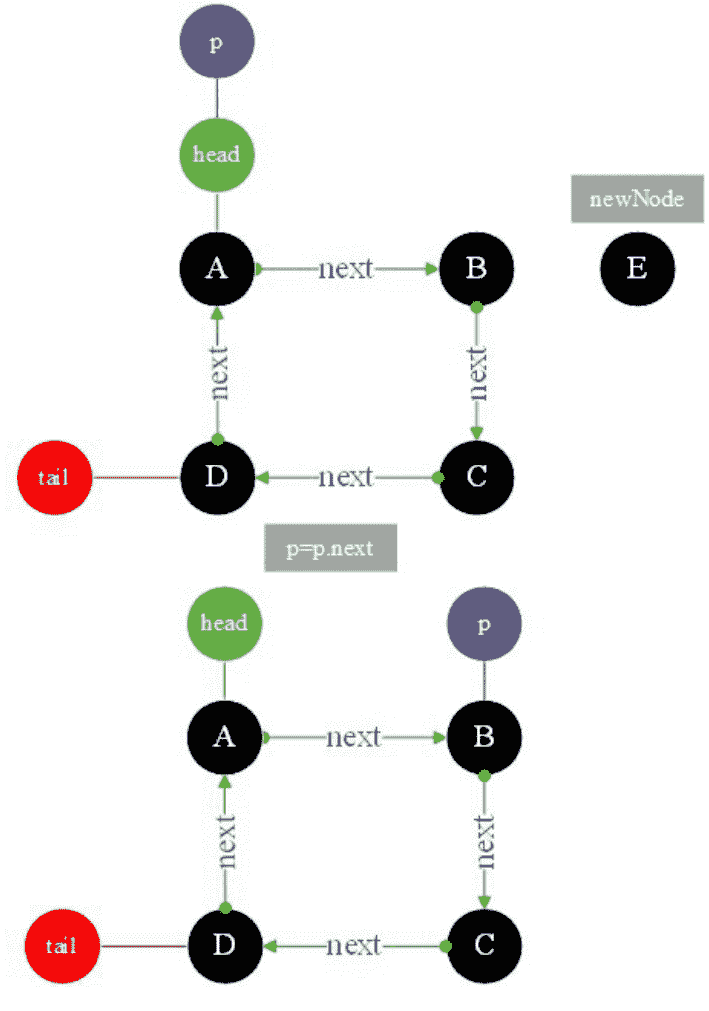 p
head
newNode
A next B E
next next
tail D next C
p=p.next
head p
A next B
next next
tail D next C